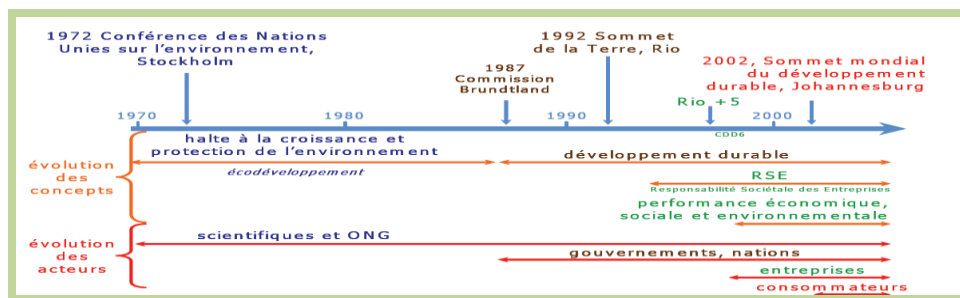 1972 Conférence des Nations
Unies sur l'environnement,
Stockholm
1987
Commission
Brundtland
1992 Sommet
de la Terre, Rio
Rio +5
2002, Sommet mondial
du développement
durable, Johannesburg
1970
1980
1990
2000
CDD6
évolution
des
concepts
halte à la croissance et
protection de l'environnement
écodéveloppement
développement durable
RSE
Responsabilité Sociétale des Entreprises
performance économique,
sociale et environnementale
évolution
des
acteurs
scientifiques et ONG
gouvernements, nations
entreprises
consommateurs